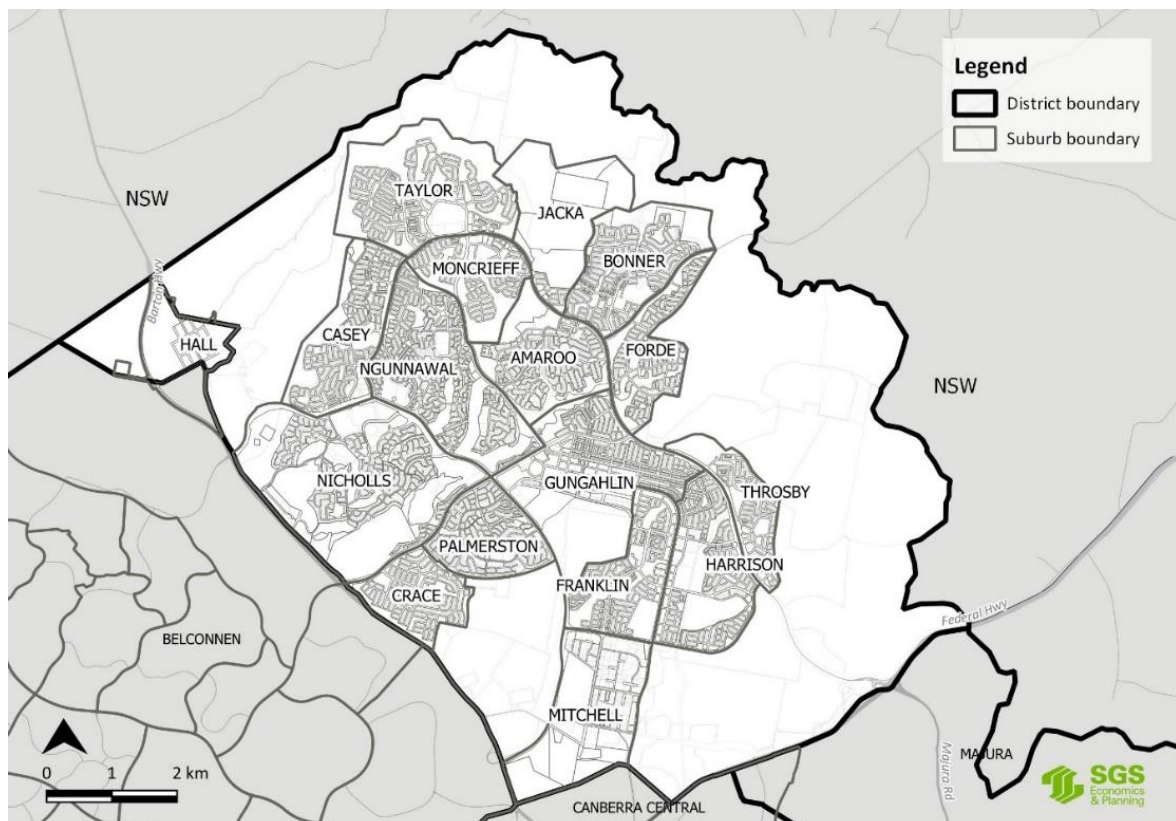 Legend
District boundary
Suburb boundary
TAYLOR
NSW
JACKA
Barton Hwy
MONCRIEFF
BONNER
HALL
CASEY
AMAROO
FORDE
NGUNNAWAL
NSW
NICHOLLS
GUNGAHLIN
THROSBY
PALMERSTON
HARRISON
FRANKLIN
CRACE
Federal Hwy
BELCONNEN
MITCHELL
MAJURA
Majura Rd
0 1 2 km
CANBERRA CENTRAL
SGS
Economics
& Planning